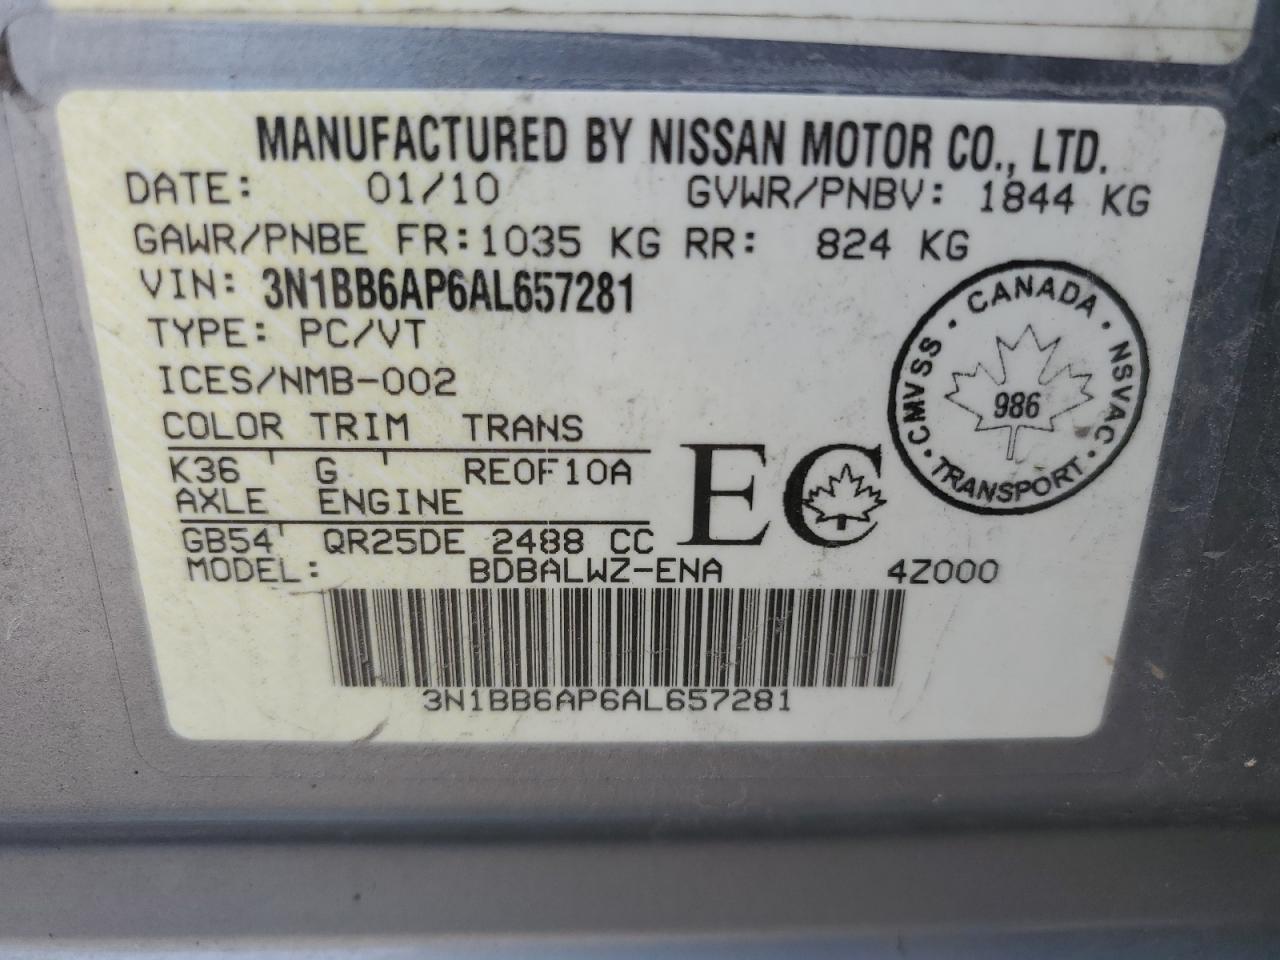 MANUFACTURED BY NISSAN MOTOR CO., LTD.
DATE: 01/10 GVWR/PNBV: 1844 KG
GAWR/PNBE FR:1035 KG RR: 824 KG
VIN: 3N1BB6AP6AL657281
TYPE: PC/VT
ICES/NMB-002
COLOR TRIM TRANS
K36 G RE0F10A
AXLE ENGINE
GB54 QR25DE 2488 CC
MODEL: BDBALWZ-ENA 4Z000
3N1BB6AP6AL657281
EC
CMVSS · CANADA · NSVAC · TRANSPORT ·
986